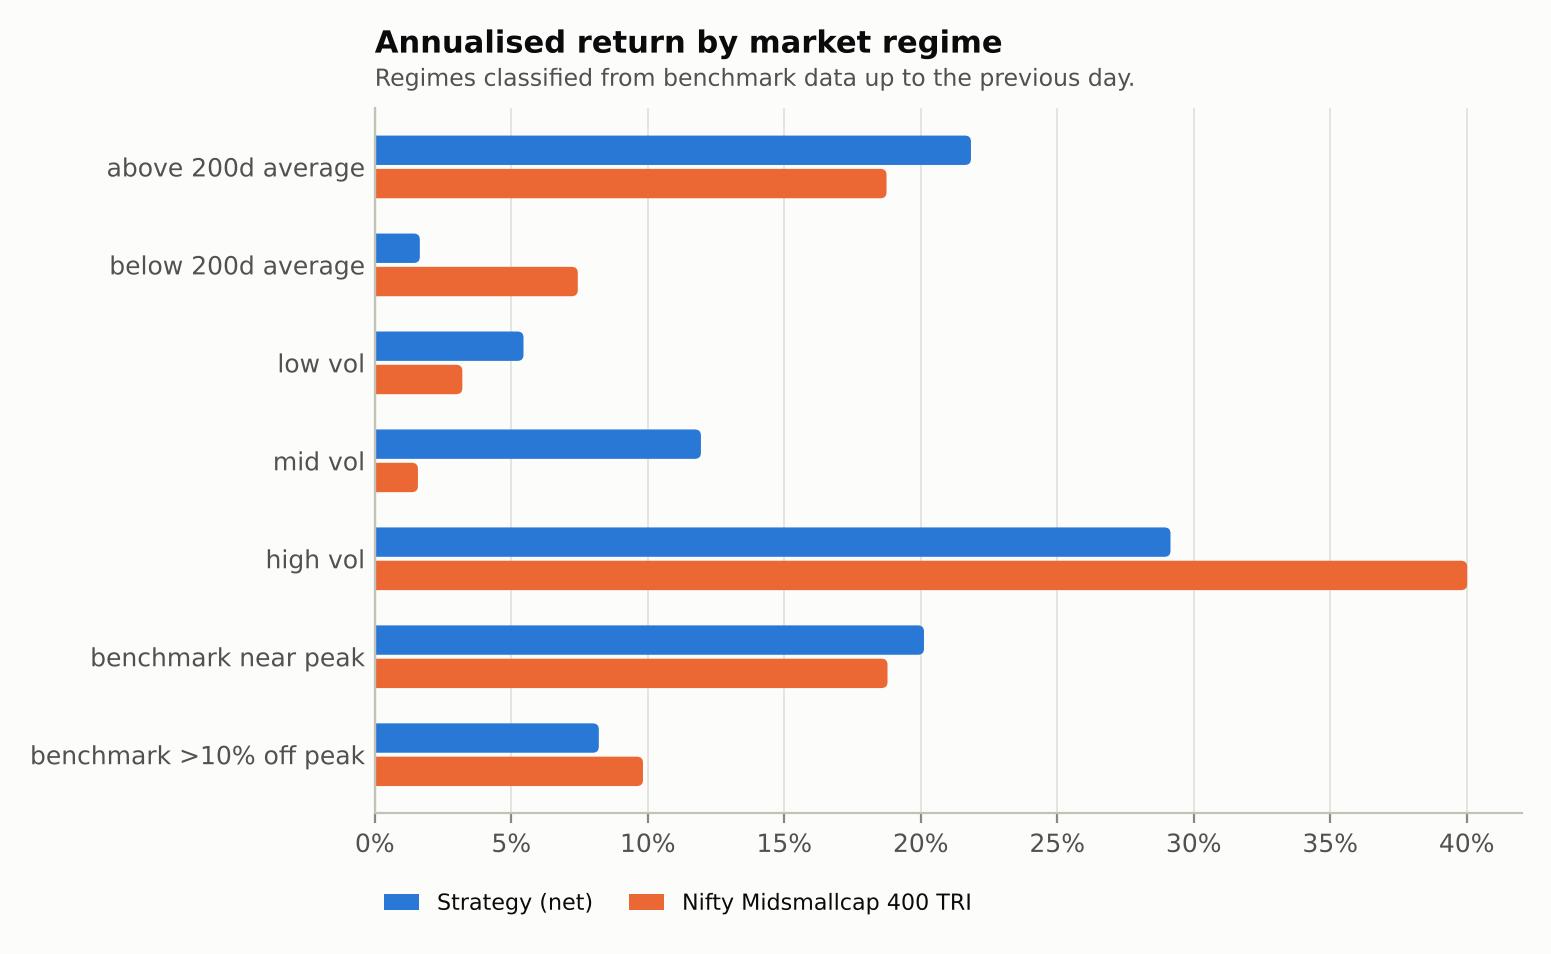 Annualised return by market regime
Regimes classified from benchmark data up to the previous day.
above 200d average
below 200d average
low vol
mid vol
high vol
benchmark near peak
benchmark >10% off peak
0% 5% 10% 15% 20% 25% 30% 35% 40%
Strategy (net) Nifty Midsmallcap 400 TRI